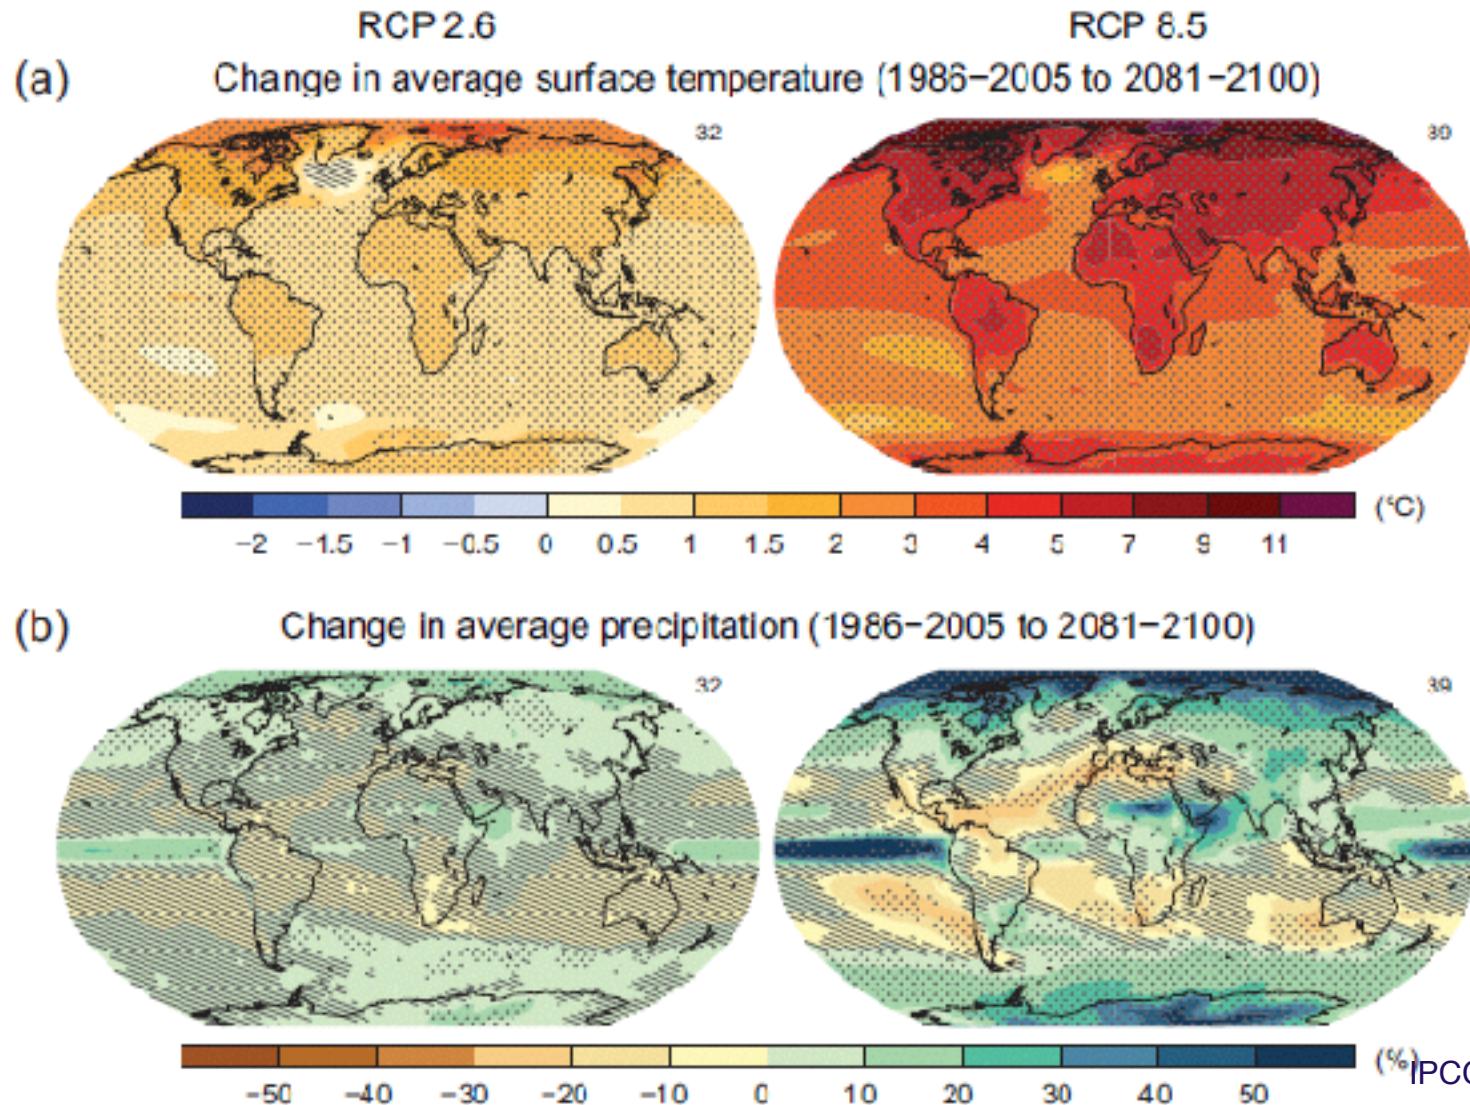 RCP 2.6 RCP 8.5
(a) Change in average surface temperature (1986−2005 to 2081−2100)
32 39
−2 −1.5 −1 −0.5 0 0.5 1 1.5 2 3 4 5 7 9 11 (°C)
(b) Change in average precipitation (1986−2005 to 2081−2100)
32 39
−50 −40 −30 −20 −10 0 10 20 30 40 50 (%)
IPCC